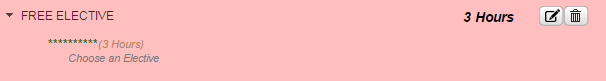 FREE ELECTIVE 3 Hours
**********(3 Hours)
Choose an Elective